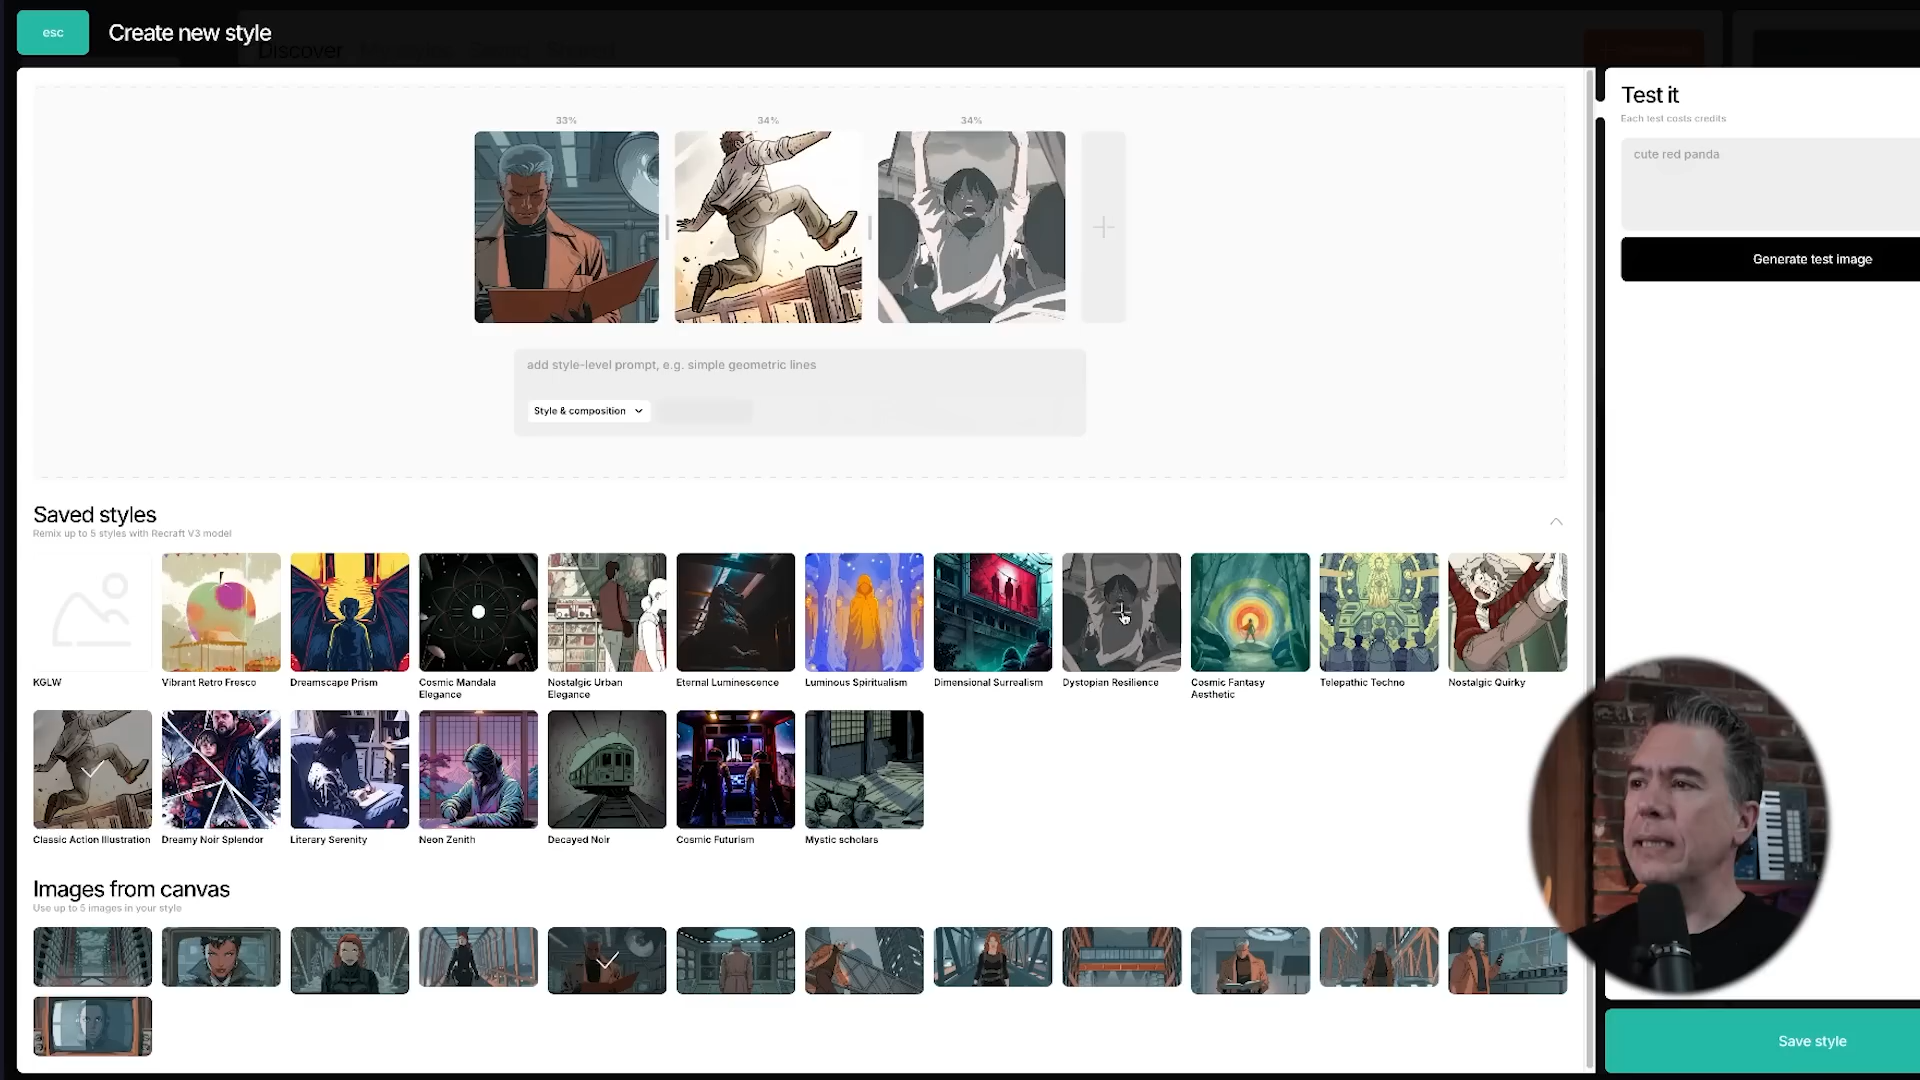 esc
Create new style
Discover
33%
34%
34%
add style-level prompt, e.g. simple geometric lines
Style & composition
Saved styles
Remix up to 5 styles with Recraft V3 model
KGLW
Vibrant Retro Fresco
Dreamscape Prism
Cosmic Mandala
Elegance
Nostalgic Urban
Elegance
Eternal Luminescence
Luminous Spiritualism
Dimensional Surrealism
Dystopian Resilience
Cosmic Fantasy
Aesthetic
Telepathic Techno
Nostalgic Quirky
Classic Action Illustration
Dreamy Noir Splendor
Literary Serenity
Neon Zenith
Decayed Noir
Cosmic Futurism
Mystic scholars
Images from canvas
Use up to 5 images in your style
Test it
Each test costs credits
cute red panda
Generate test image
Save style